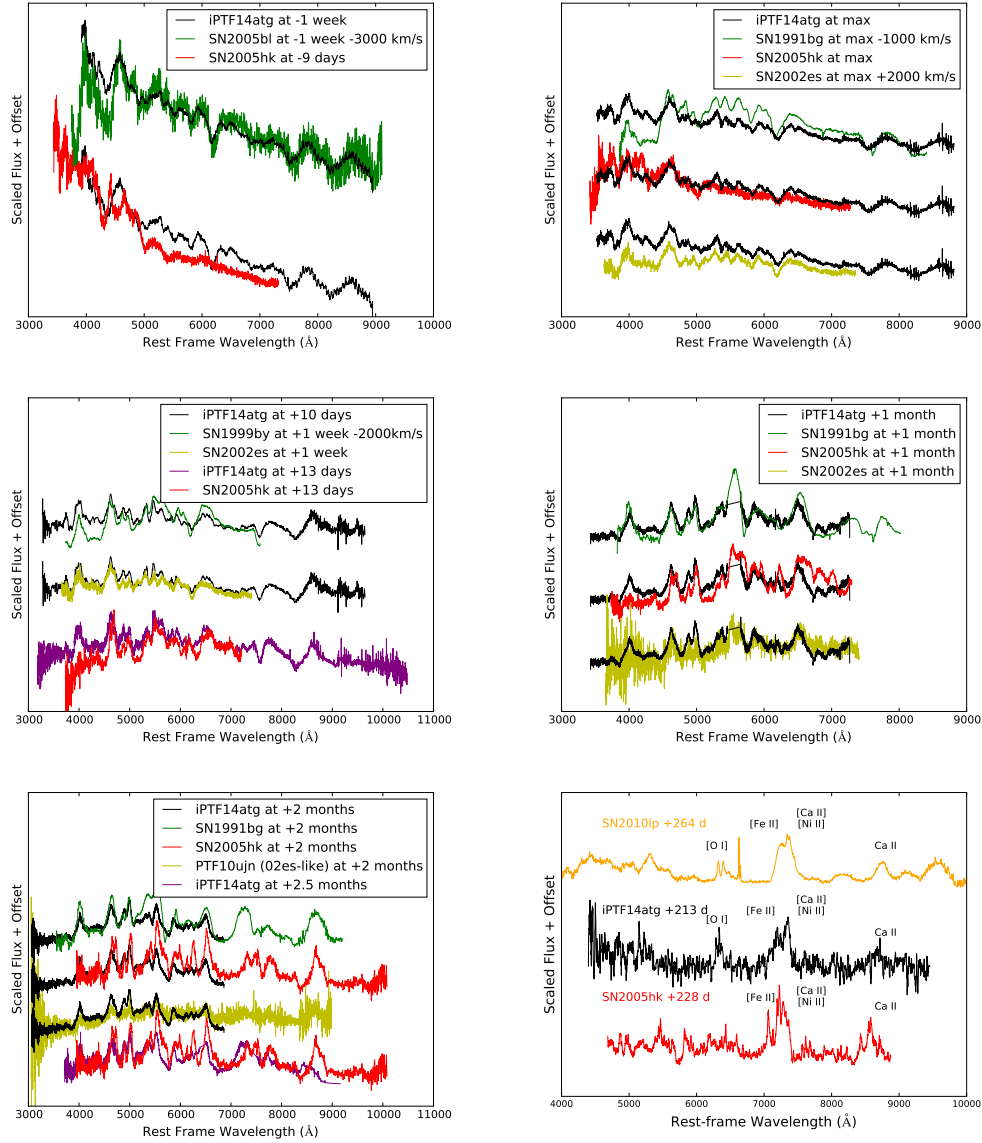 iPTF14atg at -1 week
SN2005bl at -1 week -3000 km/s
SN2005hk at -9 days
Scaled Flux + Offset
3000 4000 5000 6000 7000 8000 9000 10000
Rest Frame Wavelength (Å)
iPTF14atg at max
SN1991bg at max -1000 km/s
SN2005hk at max
SN2002es at max +2000 km/s
Scaled Flux + Offset
3000 4000 5000 6000 7000 8000 9000
Rest Frame Wavelength (Å)
iPTF14atg at +10 days
SN1999by at +1 week -2000km/s
SN2002es at +1 week
iPTF14atg at +13 days
SN2005hk at +13 days
Scaled Flux + Offset
3000 4000 5000 6000 7000 8000 9000 10000 11000
Rest Frame Wavelength (Å)
iPTF14atg +1 month
SN1991bg at +1 month
SN2005hk at +1 month
SN2002es at +1 month
Scaled Flux + Offset
3000 4000 5000 6000 7000 8000 9000
Rest Frame Wavelength (Å)
iPTF14atg at +2 months
SN1991bg at +2 months
SN2005hk at +2 months
PTF10ujn (02es-like) at +2 months
iPTF14atg at +2.5 months
Scaled Flux + Offset
3000 4000 5000 6000 7000 8000 9000 10000 11000
Rest Frame Wavelength (Å)
[Ca II]
SN2010lp +264 d [Fe II] [Ni II]
[O I] Ca II
[Ca II]
iPTF14atg +213 d [Fe II] [Ni II]
[O I]
Ca II
[Ca II]
SN2005hk +228 d [Fe II] [Ni II]
Ca II
Scaled Flux + Offset
4000 5000 6000 7000 8000 9000 10000
Rest-frame Wavelength (Å)